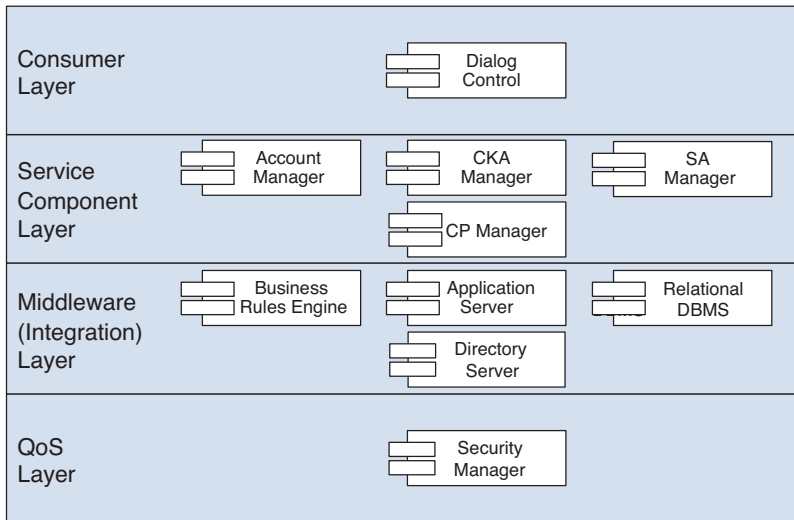 Consumer
Layer
Dialog
Control
Service
Component
Layer
Account
Manager
CKA
Manager
SA
Manager
CP Manager
Middleware
(Integration)
Layer
Business
Rules Engine
Application
Server
Relational
DBMS
Directory
Server
QoS
Layer
Security
Manager